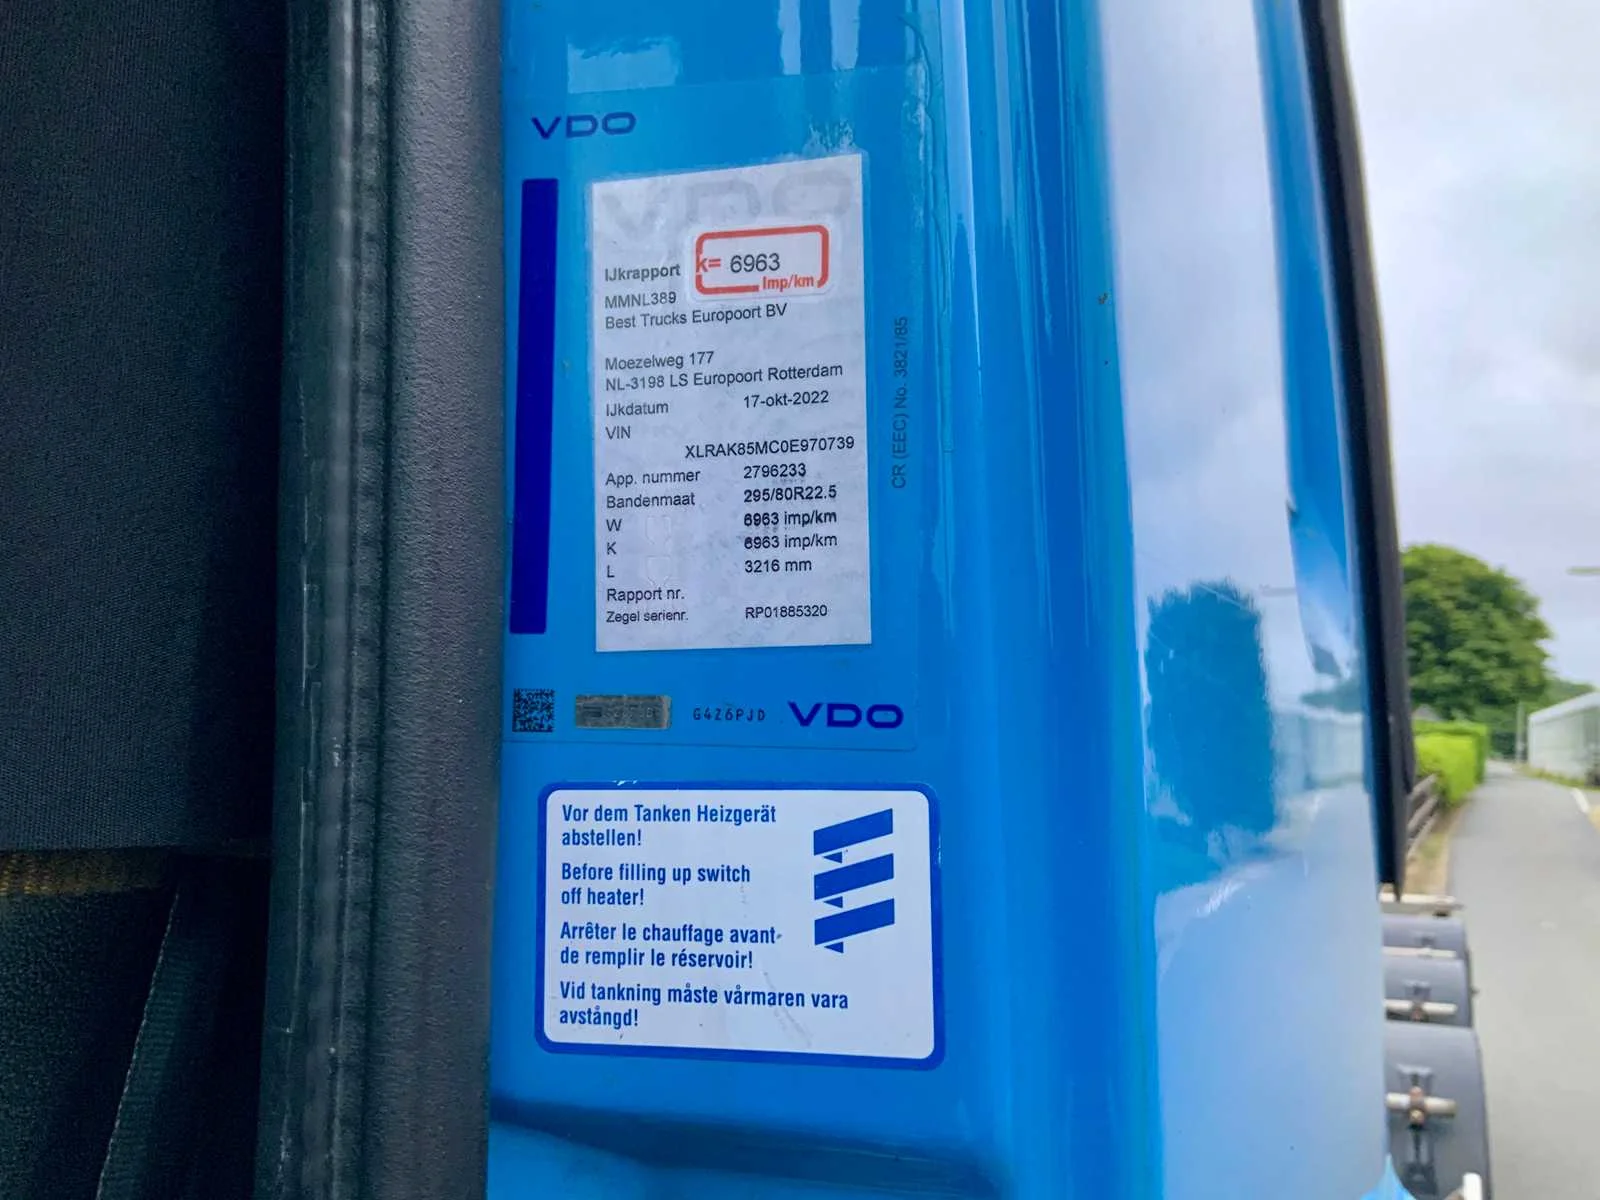 VDO
VDO
k= 6963
Imp/km
IJkrapport
MMNL389
Best Trucks Europoort BV
Moezelweg 177
NL-3198 LS Europoort Rotterdam
IJkdatum 17-okt-2022
VIN
XLRAK85MC0E970739
App. nummer 2796233
Bandenmaat 295/80R22.5
W 6963 imp/km
K 6963 imp/km
L 3216 mm
Rapport nr.
Zegel serienr. RP01885320
CR (EEC) No. 3821/85
G4Z6PJD VDO
Vor dem Tanken Heizgerät
abstellen!
Before filling up switch
off heater!
Arrêter le chauffage avant
de remplir le réservoir!
Vid tankning måste vårmaren vara
avstångd!